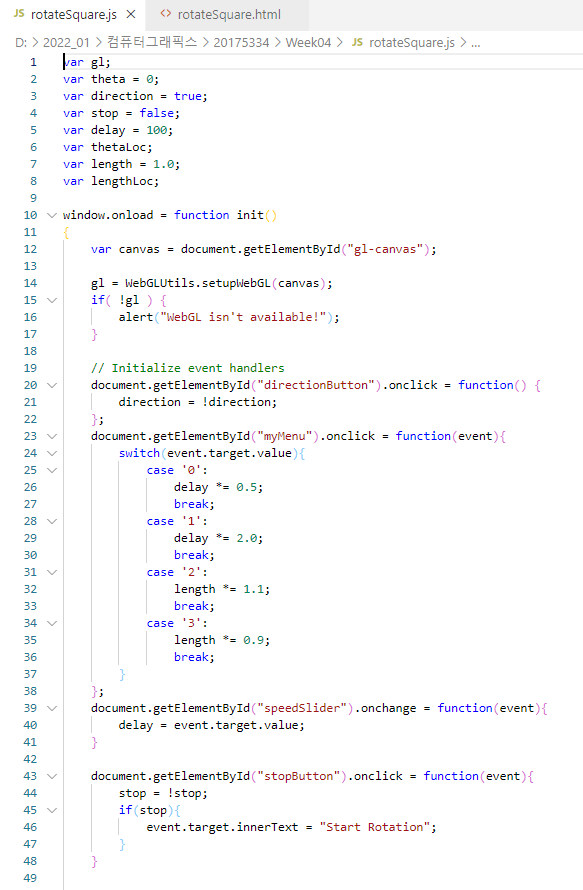 JS rotateSquare.js × <> rotateSquare.html
D: > 2022_01 > 컴퓨터그래픽스 > 20175334 > Week04 > JS rotateSquare.js > ...
1 var gl;
2 var theta = 0;
3 var direction = true;
4 var stop = false;
5 var delay = 100;
6 var thetaLoc;
7 var length = 1.0;
8 var lengthLoc;
9
10 window.onload = function init()
11 {
12 var canvas = document.getElementById("gl-canvas");
13
14 gl = WebGLUtils.setupWebGL(canvas);
15 if( !gl ) {
16 alert("WebGL isn't available!");
17 }
18
19 // Initialize event handlers
20 document.getElementById("directionButton").onclick = function() {
21 direction = !direction;
22 };
23 document.getElementById("myMenu").onclick = function(event){
24 switch(event.target.value){
25 case '0':
26 delay *= 0.5;
27 break;
28 case '1':
29 delay *= 2.0;
30 break;
31 case '2':
32 length *= 1.1;
33 break;
34 case '3':
35 length *= 0.9;
36 break;
37 }
38 };
39 document.getElementById("speedSlider").onchange = function(event){
40 delay = event.target.value;
41 }
42
43 document.getElementById("stopButton").onclick = function(event){
44 stop = !stop;
45 if(stop){
46 event.target.innerText = "Start Rotation";
47 }
48 }
49